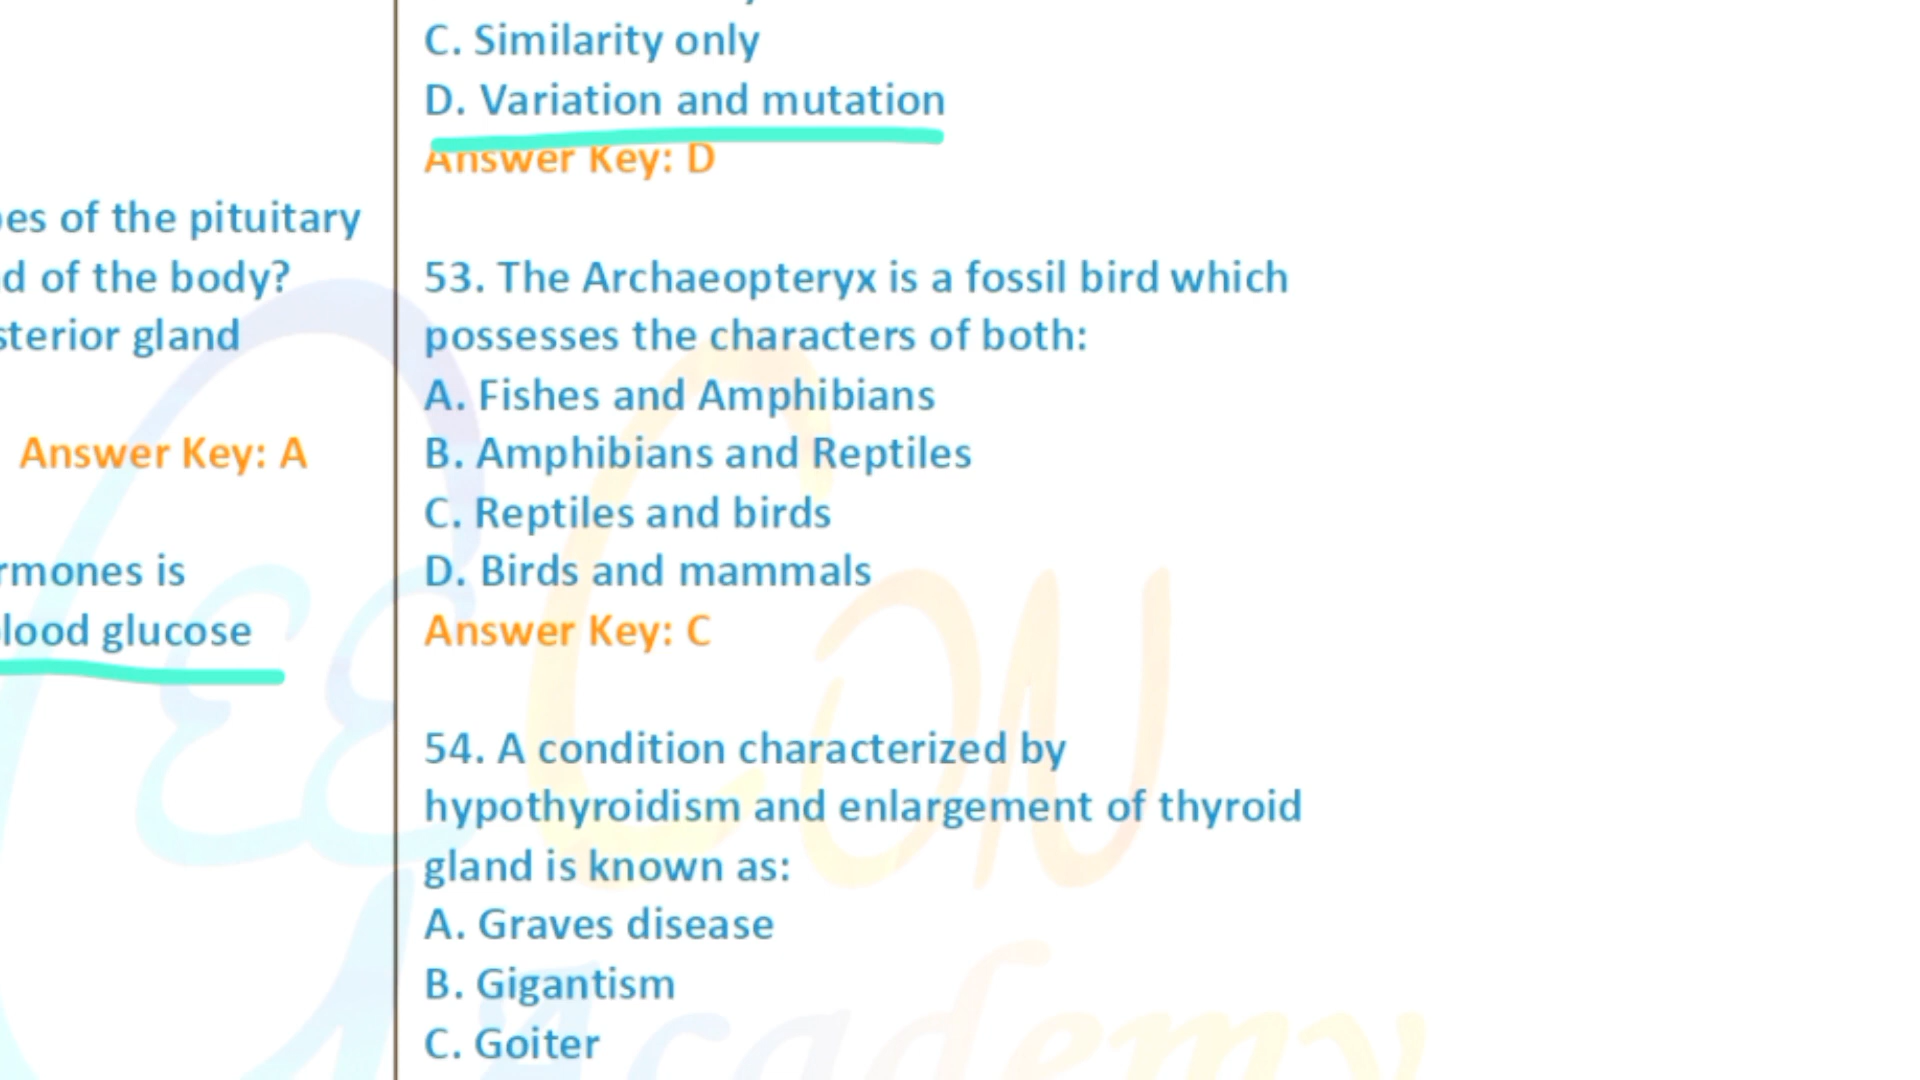 pes of the pituitary
d of the body?
sterior gland
Answer Key: A
rmones is
blood glucose
C. Similarity only
D. Variation and mutation
Answer Key: D
53. The Archaeopteryx is a fossil bird which
possesses the characters of both:
A. Fishes and Amphibians
B. Amphibians and Reptiles
C. Reptiles and birds
D. Birds and mammals
Answer Key: C
54. A condition characterized by
hypothyroidism and enlargement of thyroid
gland is known as:
A. Graves disease
B. Gigantism
C. Goiter
Academy